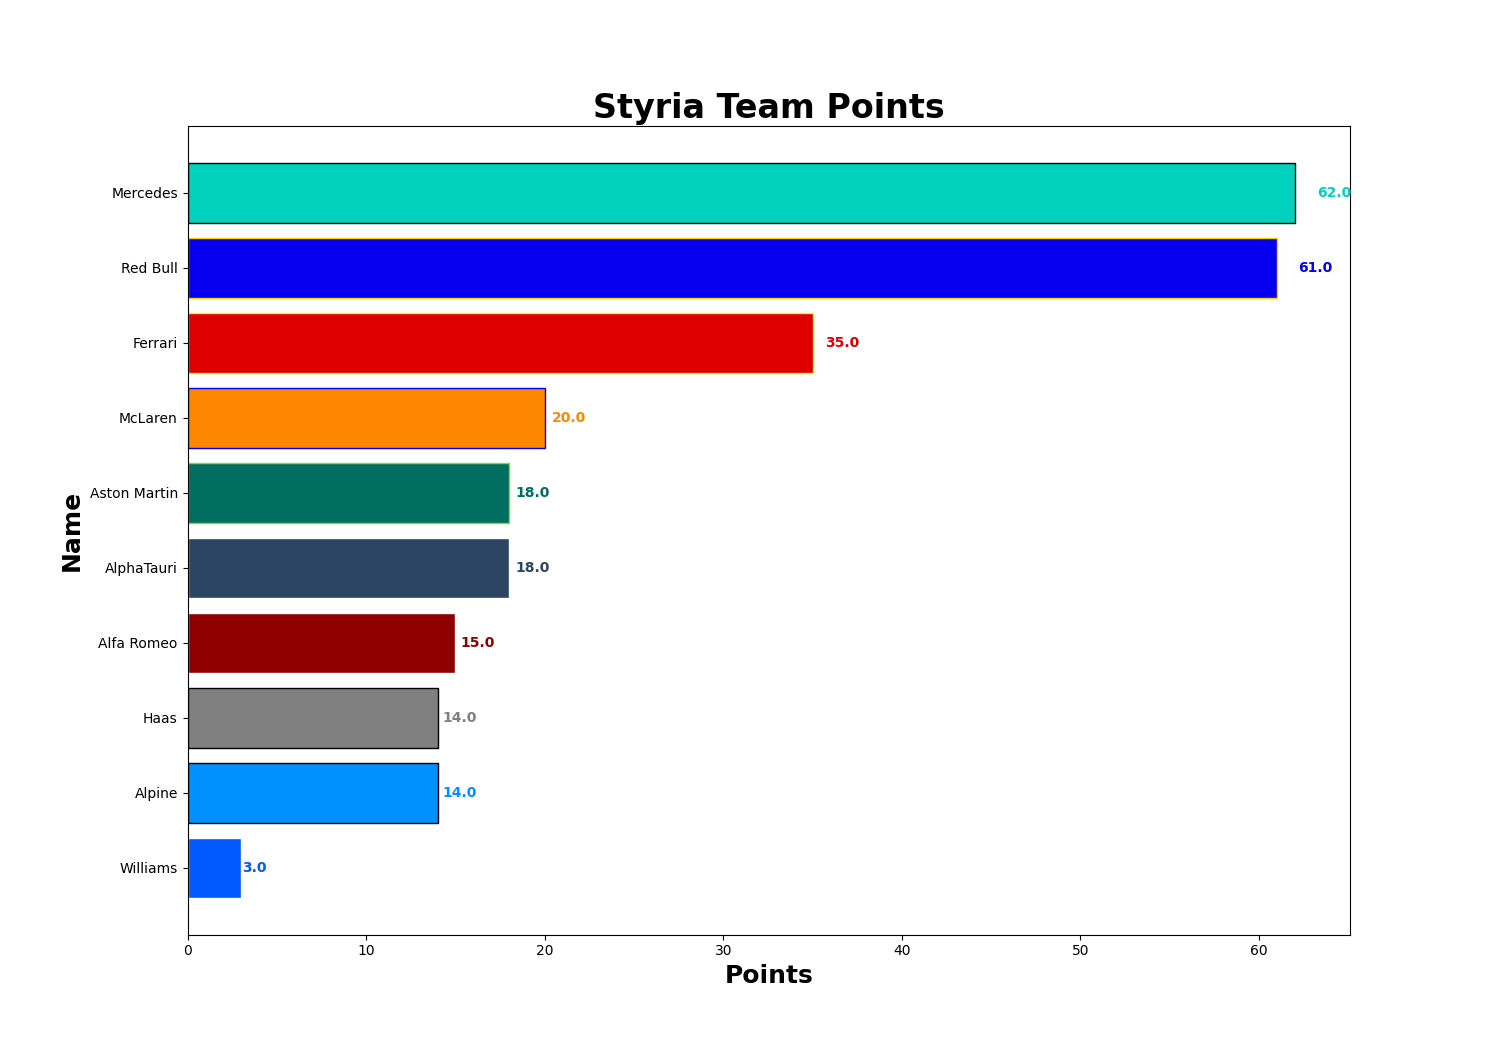 Styria Team Points
Name
Mercedes 62.0
Red Bull 61.0
Ferrari 35.0
McLaren 20.0
Aston Martin 18.0
AlphaTauri 18.0
Alfa Romeo 15.0
Haas 14.0
Alpine 14.0
Williams 3.0
0 10 20 30 40 50 60
Points